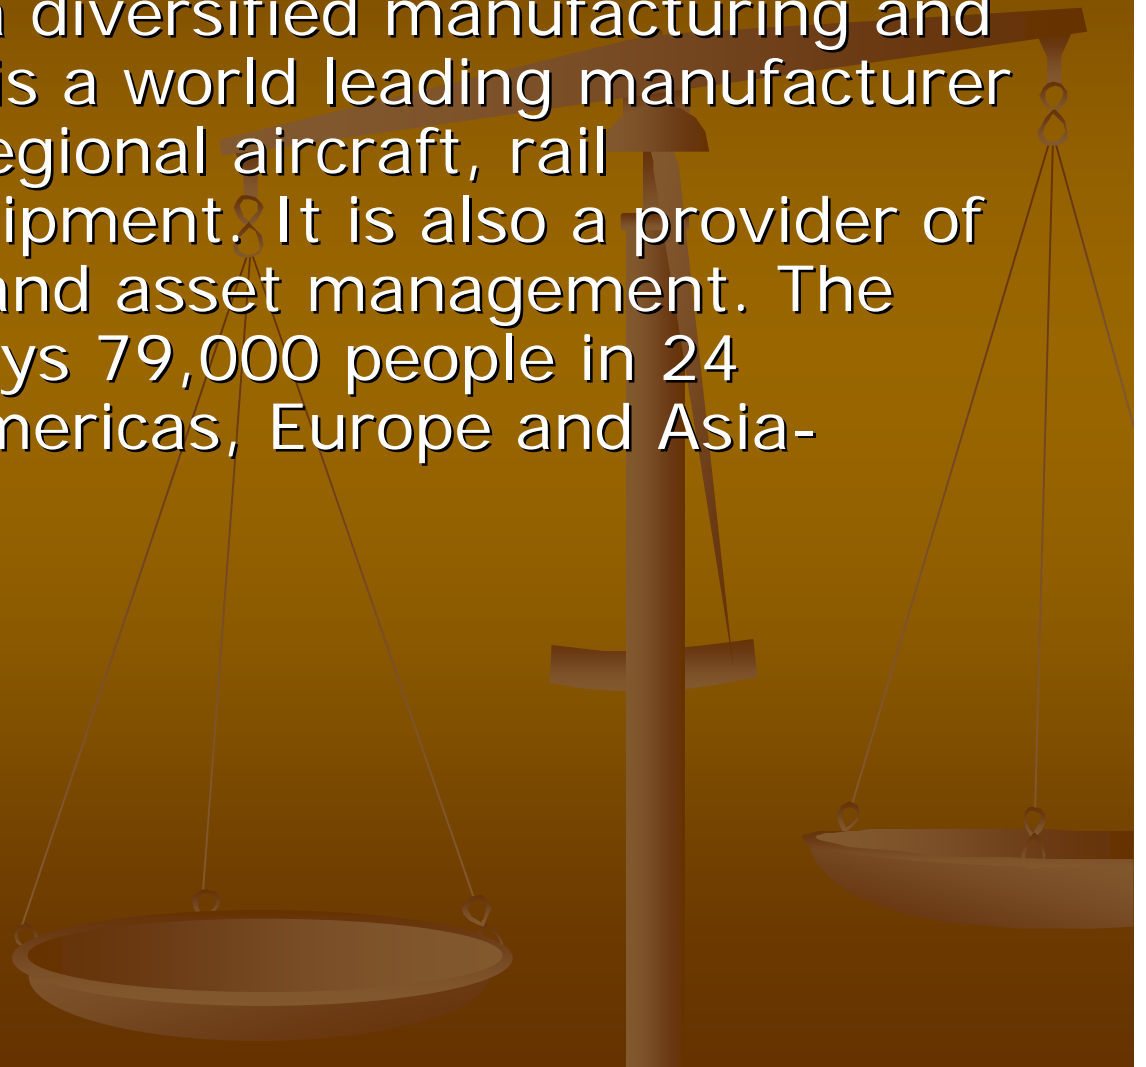 diversified manufacturing and
is a world leading manufacturer
egional aircraft, rail
ipment. It is also a provider of
and asset management. The
ys 79,000 people in 24
mericas, Europe and Asia-